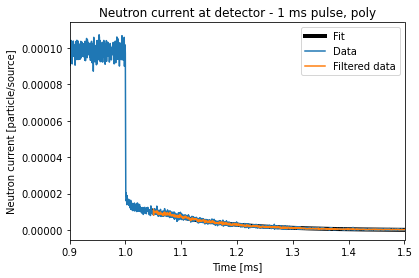 Neutron current at detector - 1 ms pulse, poly
Neutron current [particle/source]
0.00010
0.00008
0.00006
0.00004
0.00002
0.00000
Fit
Data
Filtered data
0.9
1.0
1.1
1.2
1.3
1.4
1.5
Time [ms]